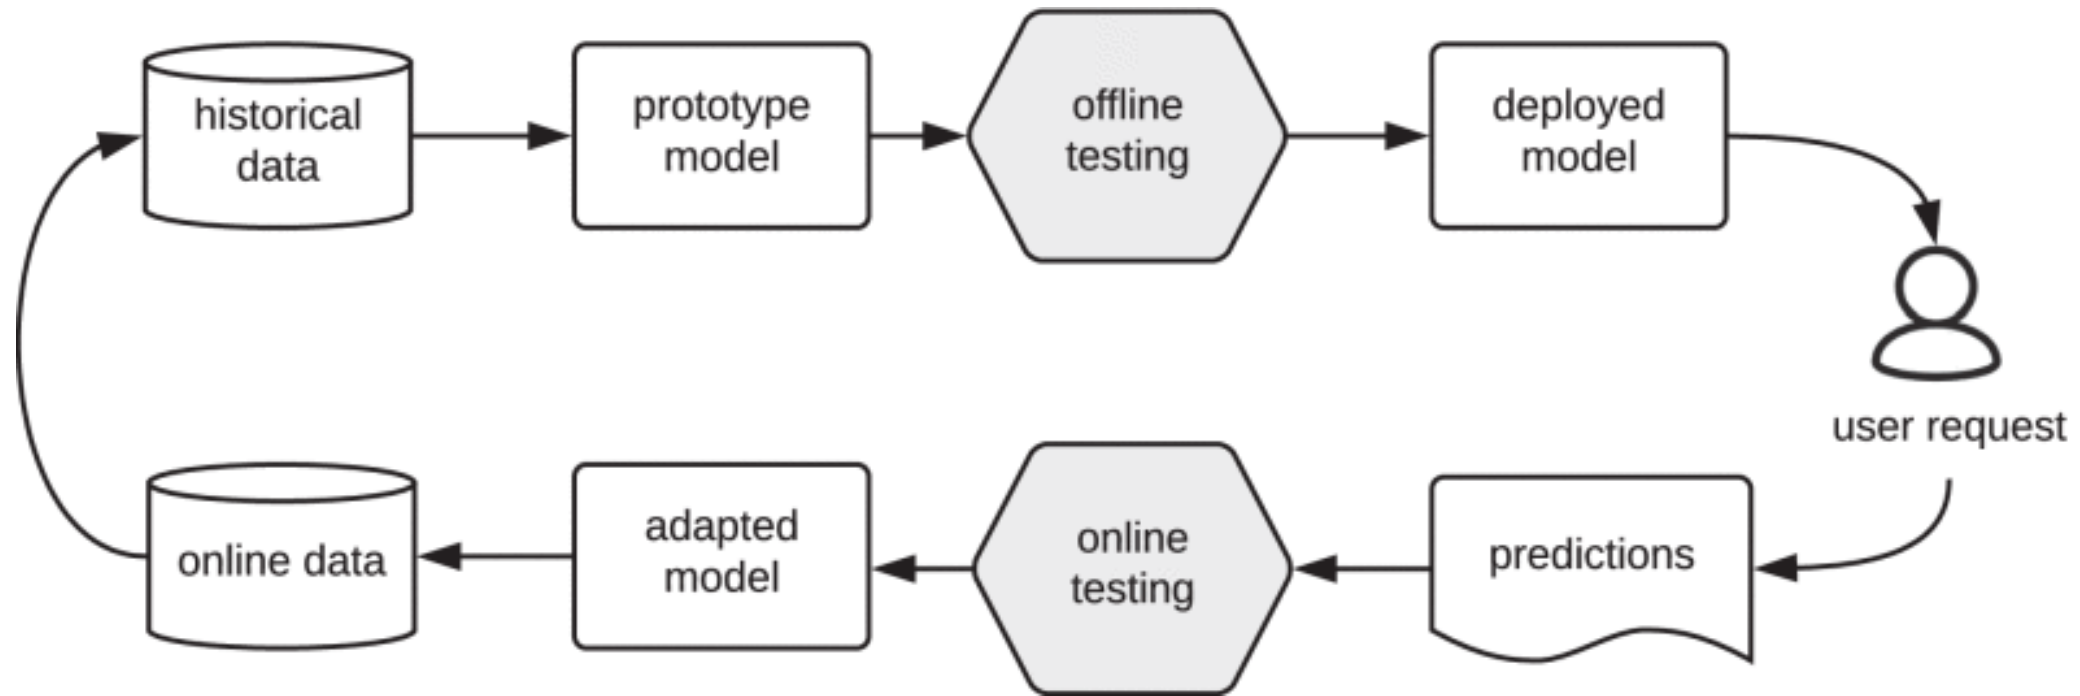 historical
data
prototype
model
offline
testing
deployed
model
user request
predictions
online
testing
adapted
model
online data